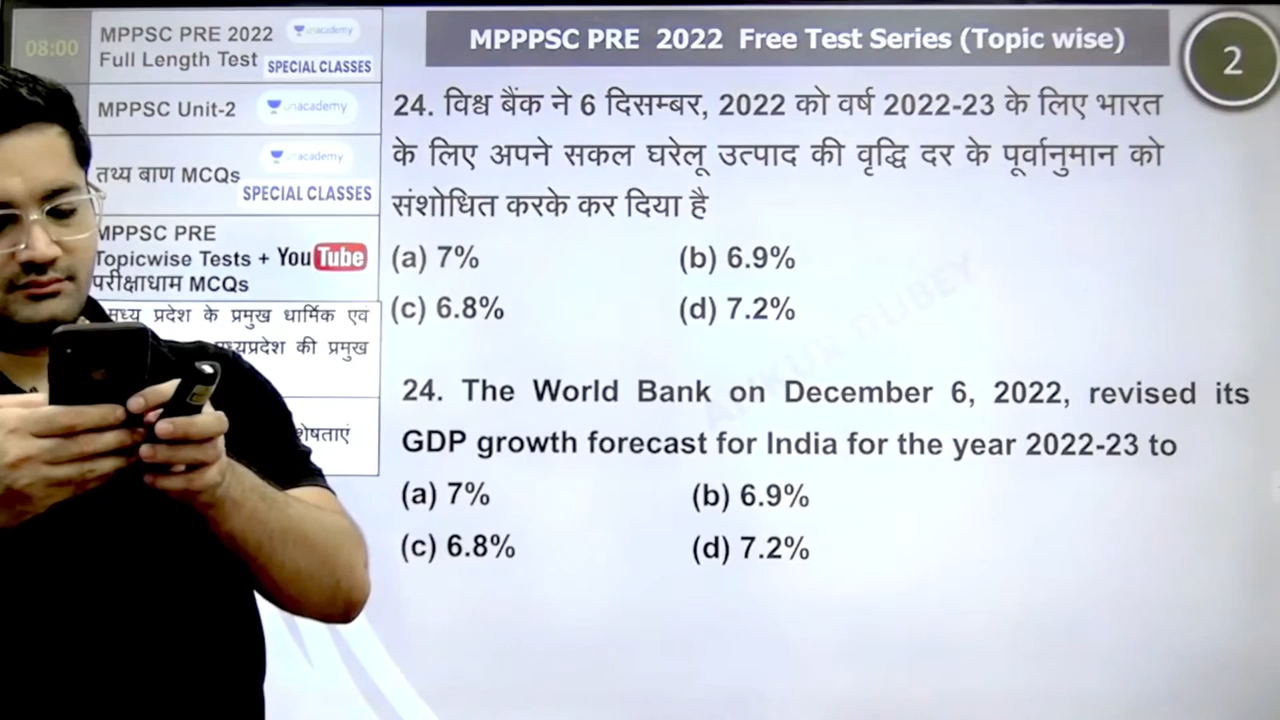 08:00
MPPSC PRE 2022
unacademy
Full Length Test
SPECIAL CLASSES
MPPSC Unit-2
unacademy
unacademy
तथ्य बाण MCQs
SPECIAL CLASSES
MPPSC PRE
Topicwise Tests + YouTube
परीक्षाधाम MCQs
मध्य प्रदेश के प्रमुख धार्मिक एवं
की प्रमुख
MPPPSC PRE 2022 Free Test Series (Topic wise)
2
24. विश्व बैंक ने 6 दिसम्बर, 2022 को वर्ष 2022-23 के लिए भारत
के लिए अपने सकल घरेलू उत्पाद की वृद्धि दर के पूर्वानुमान को
संशोधित करके कर दिया है
(a) 7% (b) 6.9%
(c) 6.8% (d) 7.2%
ANKUR DUBEY
24. The World Bank on December 6, 2022, revised its
GDP growth forecast for India for the year 2022-23 to
(a) 7% (b) 6.9%
(c) 6.8% (d) 7.2%